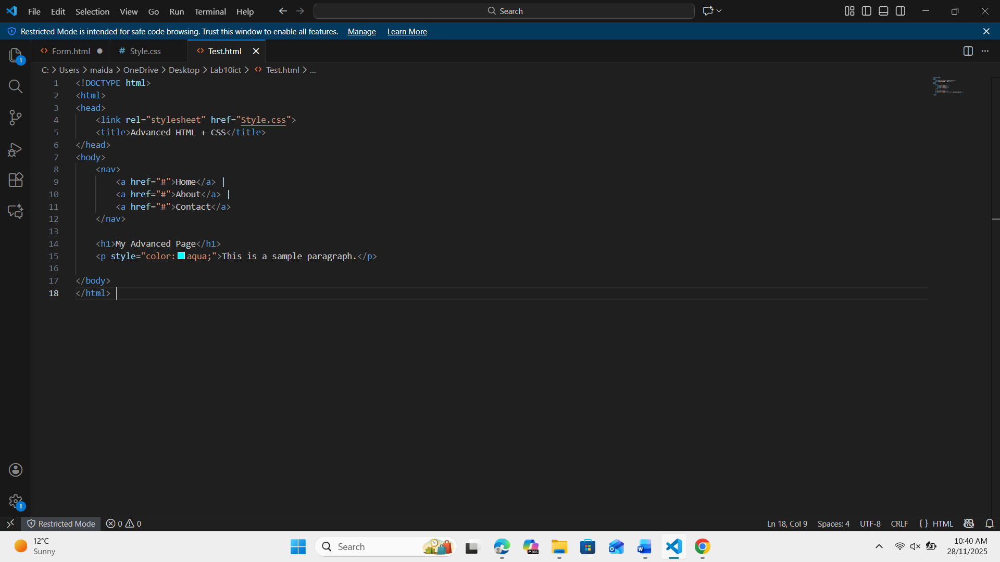 File Edit Selection View Go Run Terminal Help Search
Restricted Mode is intended for safe code browsing. Trust this window to enable all features. Manage Learn More
Form.html Style.css Test.html
C: > Users > maida > OneDrive > Desktop > Lab10ict > Test.html > ...
1 <!DOCTYPE html>
2 <html>
3 <head>
4 <link rel="stylesheet" href="Style.css">
5 <title>Advanced HTML + CSS</title>
6 </head>
7 <body>
8 <nav>
9 <a href="#">Home</a> |
10 <a href="#">About</a> |
11 <a href="#">Contact</a>
12 </nav>
13
14 <h1>My Advanced Page</h1>
15 <p style="color:aqua;">This is a sample paragraph.</p>
16
17 </body>
18 </html>
1
1
Restricted Mode 0 0 Ln 18, Col 9 Spaces: 4 UTF-8 CRLF {} HTML
12°C
Sunny
Search
M365
10:40 AM
28/11/2025